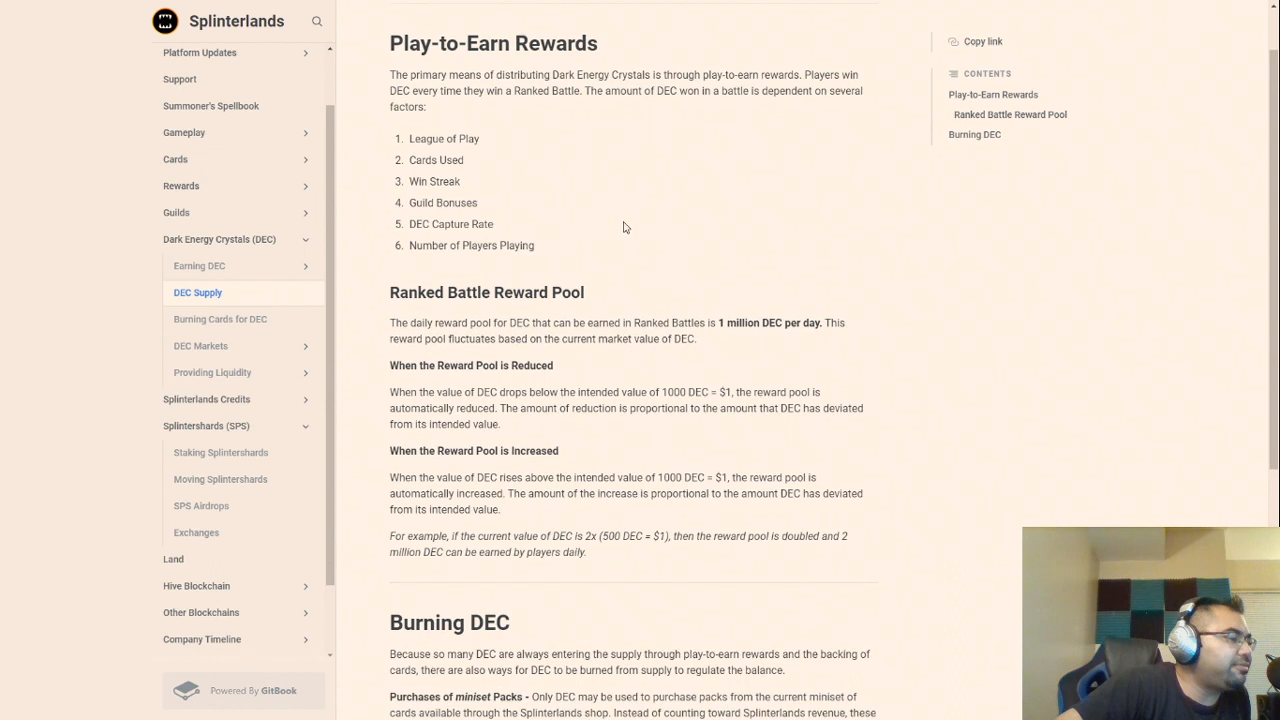 Splinterlands
Platform Updates
Support
Summoner's Spellbook
Gameplay
Cards
Rewards
Guilds
Dark Energy Crystals (DEC)
Earning DEC
DEC Supply
Burning Cards for DEC
DEC Markets
Providing Liquidity
Splinterlands Credits
Splintershards (SPS)
Staking Splintershards
Moving Splintershards
SPS Airdrops
Exchanges
Land
Hive Blockchain
Other Blockchains
Company Timeline
Powered By GitBook
Play-to-Earn Rewards
The primary means of distributing Dark Energy Crystals is through play-to-earn rewards. Players win
DEC every time they win a Ranked Battle. The amount of DEC won in a battle is dependent on several
factors:
1. League of Play
2. Cards Used
3. Win Streak
4. Guild Bonuses
5. DEC Capture Rate
6. Number of Players Playing
Ranked Battle Reward Pool
The daily reward pool for DEC that can be earned in Ranked Battles is 1 million DEC per day. This
reward pool fluctuates based on the current market value of DEC.
When the Reward Pool is Reduced
When the value of DEC drops below the intended value of 1000 DEC = $1, the reward pool is
automatically reduced. The amount of reduction is proportional to the amount that DEC has deviated
from its intended value.
When the Reward Pool is Increased
When the value of DEC rises above the intended value of 1000 DEC = $1, the reward pool is
automatically increased. The amount of the increase is proportional to the amount DEC has deviated
from its intended value.
For example, if the current value of DEC is 2x (500 DEC = $1), then the reward pool is doubled and 2
million DEC can be earned by players daily.
Burning DEC
Because so many DEC are always entering the supply through play-to-earn rewards and the backing of
cards, there are also ways for DEC to be burned from supply to regulate the balance.
Purchases of miniset Packs - Only DEC may be used to purchase packs from the current miniset of
cards available through the Splinterlands shop. Instead of counting toward Splinterlands revenue, these
Copy link
CONTENTS
Play-to-Earn Rewards
Ranked Battle Reward Pool
Burning DEC